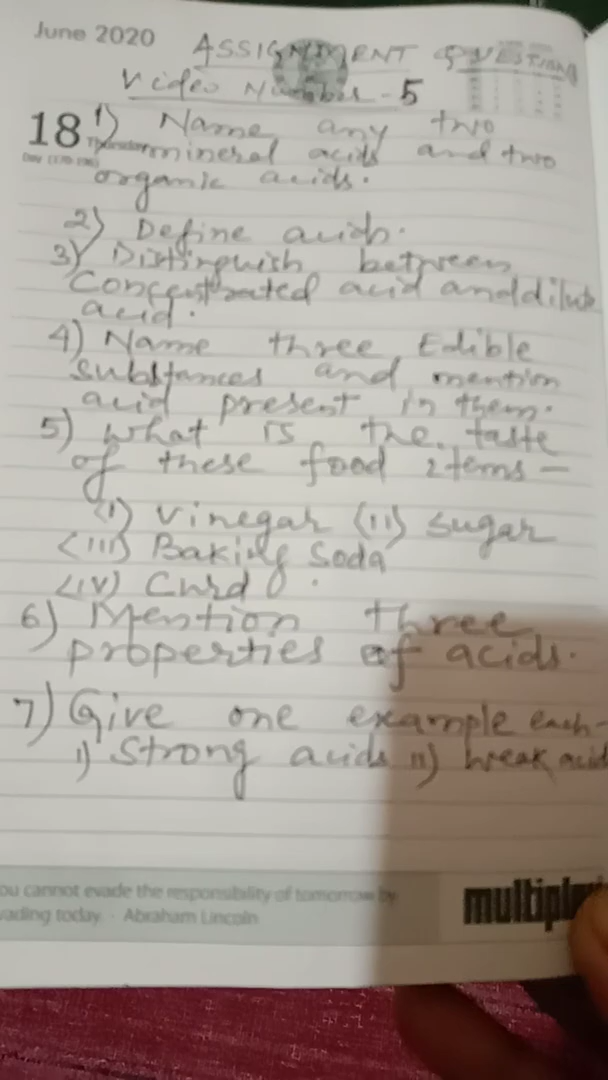 June 2020
ASSIGNMENT QUESTIONS
Video Number - 5
18 Thursday
1) Name any two
mineral acids and two
organic acids.
2) Define acids.
3) Distinguish between
Concentrated acid and dilute
acid.
4) Name three Edible
substances and mention
acid present in them.
5) What is the taste
of these food items -
(i) vinegar (ii) sugar
(iii) Baking Soda
(iv) Curd.
6) Mention three
properties of acids.
7) Give one example each-
i) Strong acids ii) weak acid
ou cannot evade the responsibility of tomorrow by
vading today. - Abraham Lincoln
multipl